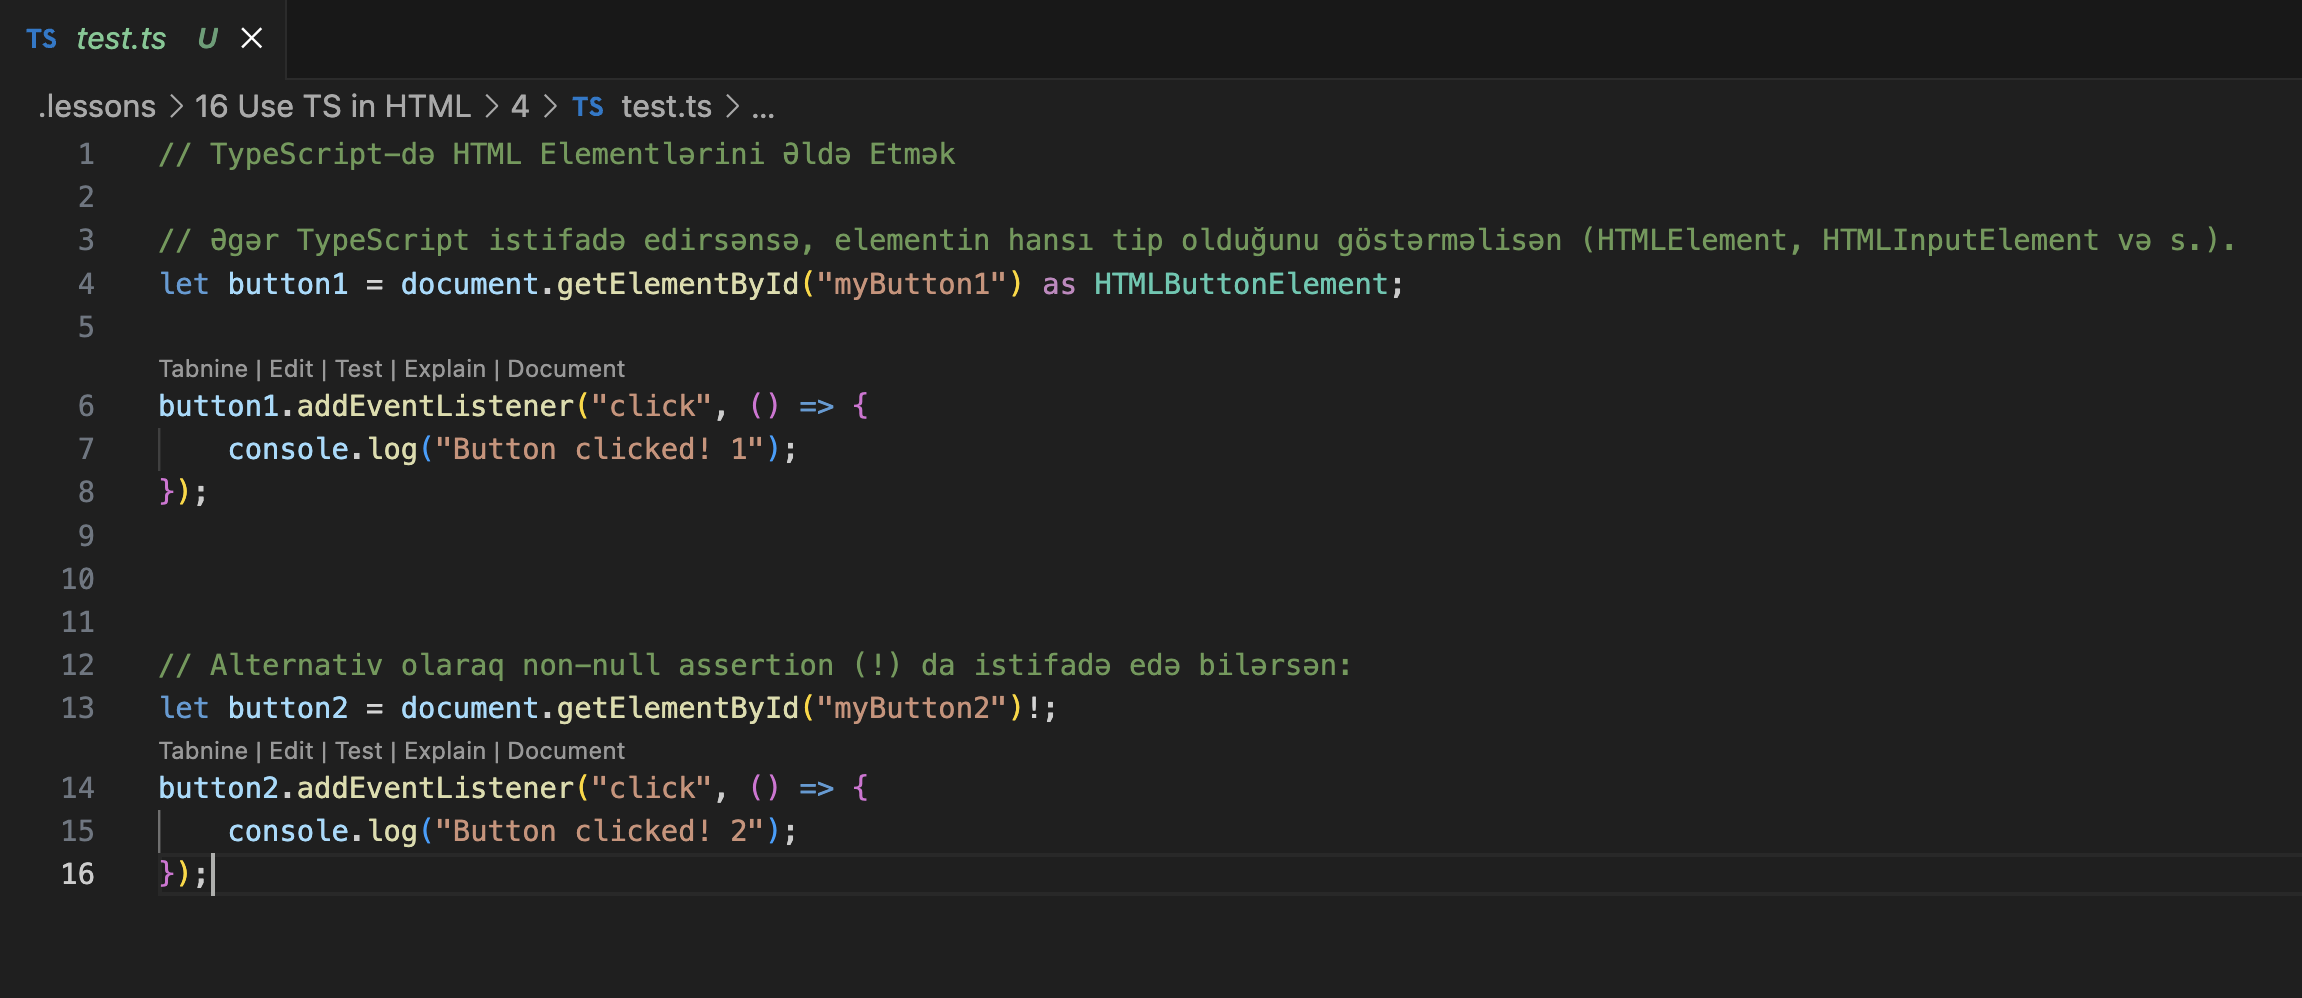 TS test.ts U
.lessons > 16 Use TS in HTML > 4 > TS test.ts > ...
1 // TypeScript-də HTML Elementlərini Əldə Etmək
2
3 // Əgər TypeScript istifadə edirsənsə, elementin hansı tip olduğunu göstərməlisən (HTMLElement, HTMLInputElement və s.).
4 let button1 = document.getElementById("myButton1") as HTMLButtonElement;
5
Tabnine | Edit | Test | Explain | Document
6 button1.addEventListener("click", () => {
7 console.log("Button clicked! 1");
8 });
9
10
11
12 // Alternativ olaraq non-null assertion (!) da istifadə edə bilərsən:
13 let button2 = document.getElementById("myButton2")!;
Tabnine | Edit | Test | Explain | Document
14 button2.addEventListener("click", () => {
15 console.log("Button clicked! 2");
16 });